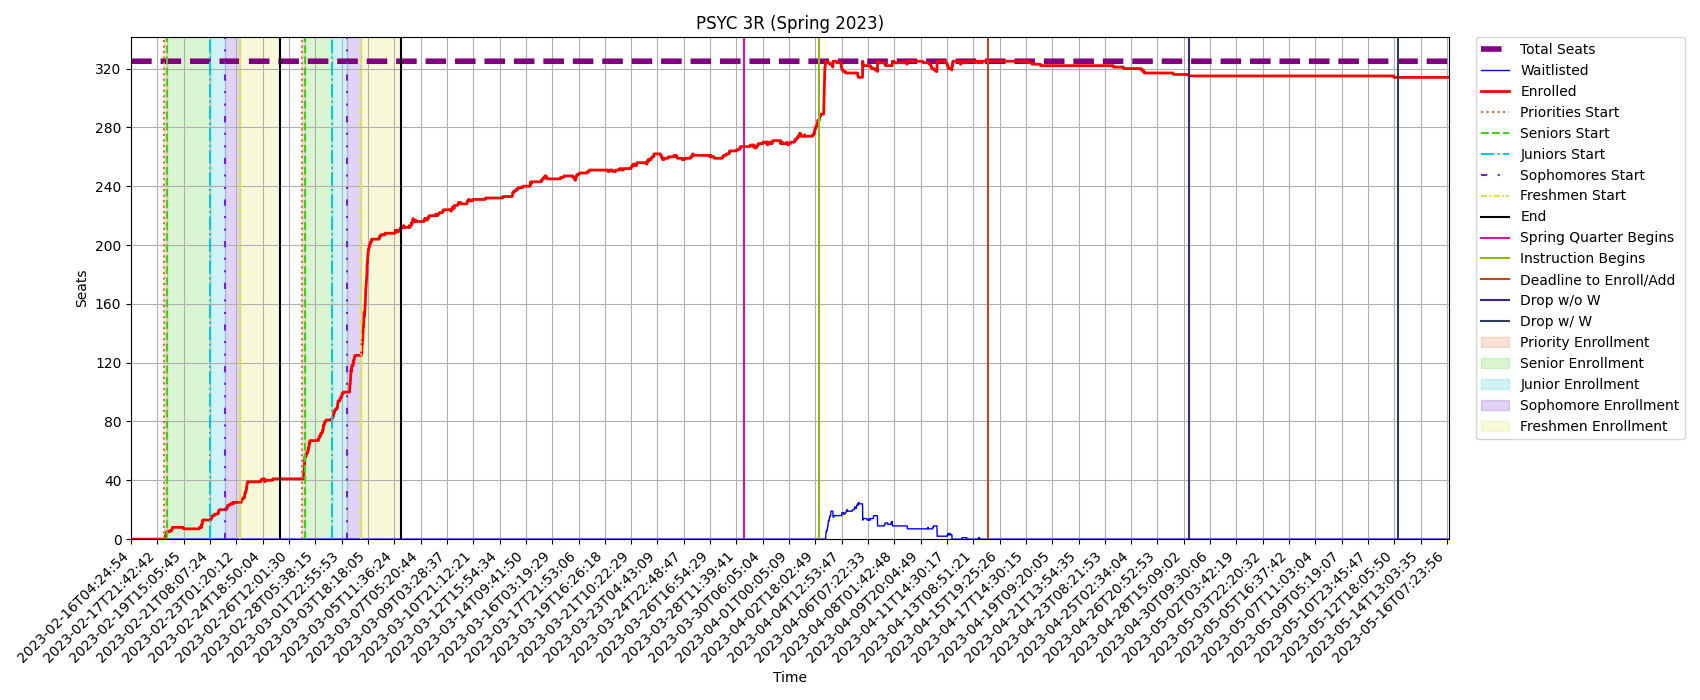 PSYC 3R (Spring 2023)
Seats
320
280
240
200
160
120
80
40
0
2023-02-16T04:24:54
2023-02-17T21:42:42
2023-02-19T15:05:45
2023-02-21T08:07:24
2023-02-23T01:20:12
2023-02-24T18:50:04
2023-02-26T12:01:30
2023-02-28T05:38:15
2023-03-01T22:55:53
2023-03-03T16:18:05
2023-03-05T11:36:24
2023-03-07T05:20:44
2023-03-09T03:28:37
2023-03-10T21:12:21
2023-03-12T15:54:34
2023-03-14T09:41:50
2023-03-16T03:19:29
2023-03-17T21:53:06
2023-03-19T16:26:18
2023-03-21T10:22:29
2023-03-23T04:43:09
2023-03-24T22:48:47
2023-03-26T16:54:29
2023-03-28T11:39:41
2023-03-30T06:05:04
2023-04-01T00:05:09
2023-04-02T18:02:49
2023-04-04T12:53:47
2023-04-06T07:22:33
2023-04-08T01:42:48
2023-04-09T20:04:49
2023-04-11T14:30:17
2023-04-13T08:51:21
2023-04-15T19:25:26
2023-04-17T14:30:15
2023-04-19T09:20:05
2023-04-21T13:54:35
2023-04-23T08:21:53
2023-04-25T02:34:04
2023-04-26T20:52:53
2023-04-28T15:09:02
2023-04-30T09:30:06
2023-05-02T03:42:19
2023-05-03T22:20:32
2023-05-05T16:37:42
2023-05-07T11:03:04
2023-05-09T05:19:07
2023-05-10T23:45:47
2023-05-12T18:05:50
2023-05-14T13:03:35
2023-05-16T07:23:56
Time
Total Seats
Waitlisted
Enrolled
Priorities Start
Seniors Start
Juniors Start
Sophomores Start
Freshmen Start
End
Spring Quarter Begins
Instruction Begins
Deadline to Enroll/Add
Drop w/o W
Drop w/ W
Priority Enrollment
Senior Enrollment
Junior Enrollment
Sophomore Enrollment
Freshmen Enrollment